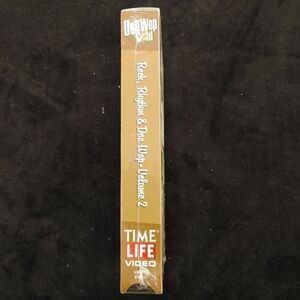 Doo Wop
Gold
Rock, Rhythm & Doo Wop - Volume 2
TIME
LIFE
VIDEO